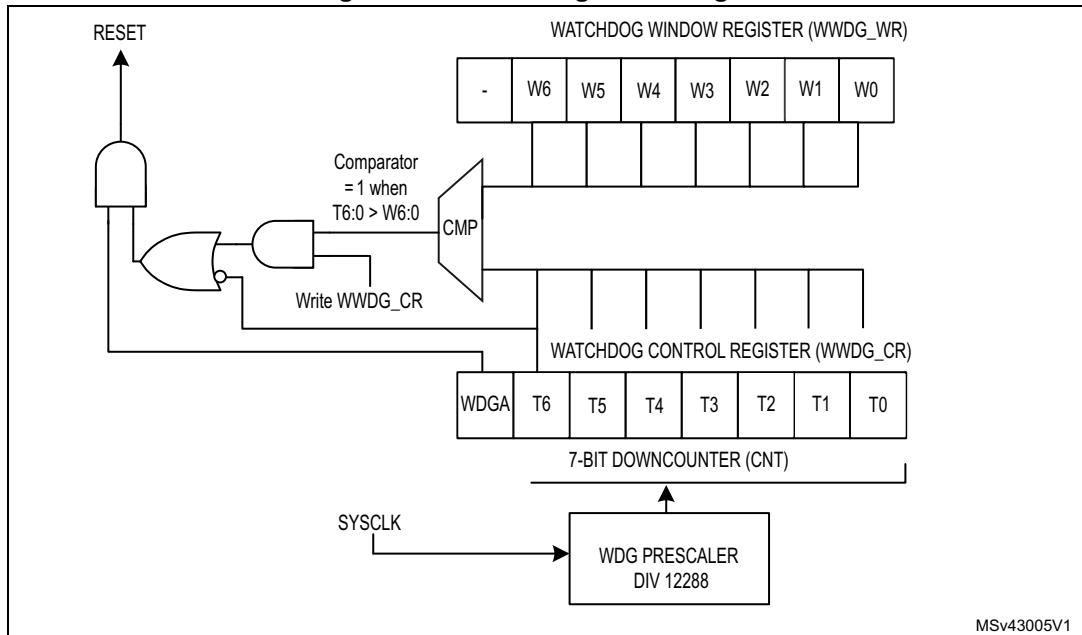 RESET
WATCHDOG WINDOW REGISTER (WWDG_WR)
- W6 W5 W4 W3 W2 W1 W0
Comparator
= 1 when
T6:0 > W6:0
CMP
Write WWDG_CR
WATCHDOG CONTROL REGISTER (WWDG_CR)
WDGA T6 T5 T4 T3 T2 T1 T0
7-BIT DOWNCOUNTER (CNT)
SYSCLK
WDG PRESCALER
DIV 12288
MSv43005V1